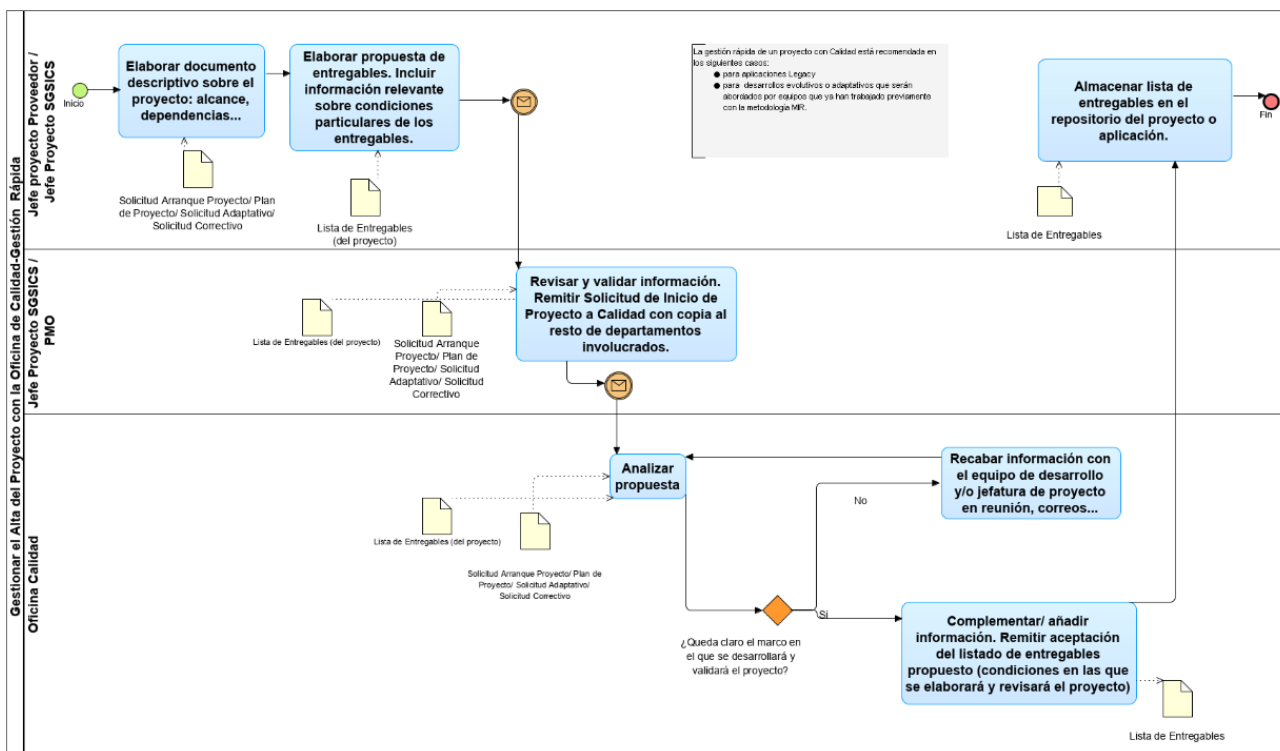 Gestionar el Alta del Proyecto con la Oficina de Calidad-Gestión Rápida
Jefe proyecto Proveedor /
Jefe Proyecto SGSICS
Inicio
Elaborar documento
descriptivo sobre el
proyecto: alcance,
dependencias...
Solicitud Arranque Proyecto/ Plan
de Proyecto/ Solicitud Adaptativo/
Solicitud Correctivo
Elaborar propuesta de
entregables. Incluir
información relevante
sobre condiciones
particulares de los
entregables.
Lista de Entregables
(del proyecto)
La gestión rápida de un proyecto con Calidad está recomendada en
los siguientes casos:
● para aplicaciones Legacy
● para desarrollos evolutivos o adaptativos que serán
abordados por equipos que ya han trabajado previamente
con la metodología MR.
Almacenar lista de
entregables en el
repositorio del proyecto o
aplicación.
Lista de Entregables
Fin
Jefe Proyecto SGSICS /
PMO
Revisar y validar información.
Remitir Solicitud de Inicio de
Proyecto a Calidad con copia al
resto de departamentos
involucrados.
Lista de Entregables (del proyecto)
Solicitud Arranque
Proyecto/ Plan de
Proyecto/ Solicitud
Adaptativo/ Solicitud
Correctivo
Oficina Calidad
Analizar
propuesta
Lista de Entregables (del proyecto)
Solicitud Arranque Proyecto/ Plan de
Proyecto/ Solicitud Adaptativo/
Solicitud Correctivo
Recabar información con
el equipo de desarrollo
y/o jefatura de proyecto
en reunión, correos...
No
Si
¿Queda claro el marco en
el que se desarrollará y
validará el proyecto?
Complementar/ añadir
información. Remitir aceptación
del listado de entregables
propuesto (condiciones en las que
se elaborará y revisará el proyecto)
Lista de Entregables